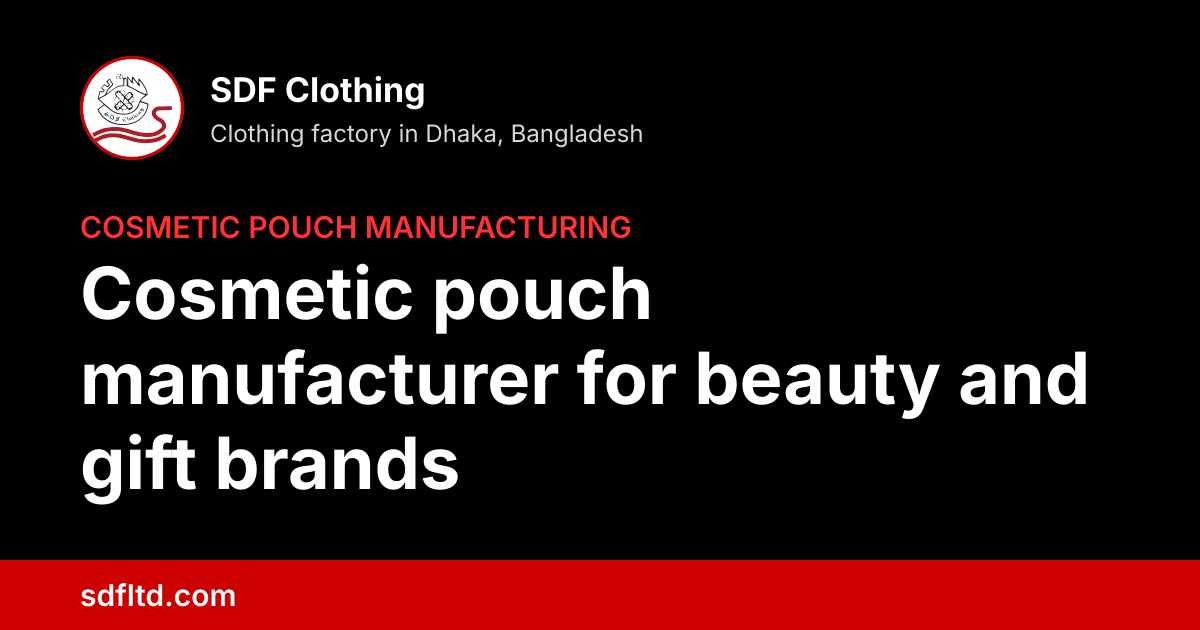 SDF Clothing
Clothing factory in Dhaka, Bangladesh
COSMETIC POUCH MANUFACTURING
Cosmetic pouch
manufacturer for beauty and
gift brands
sdfltd.com